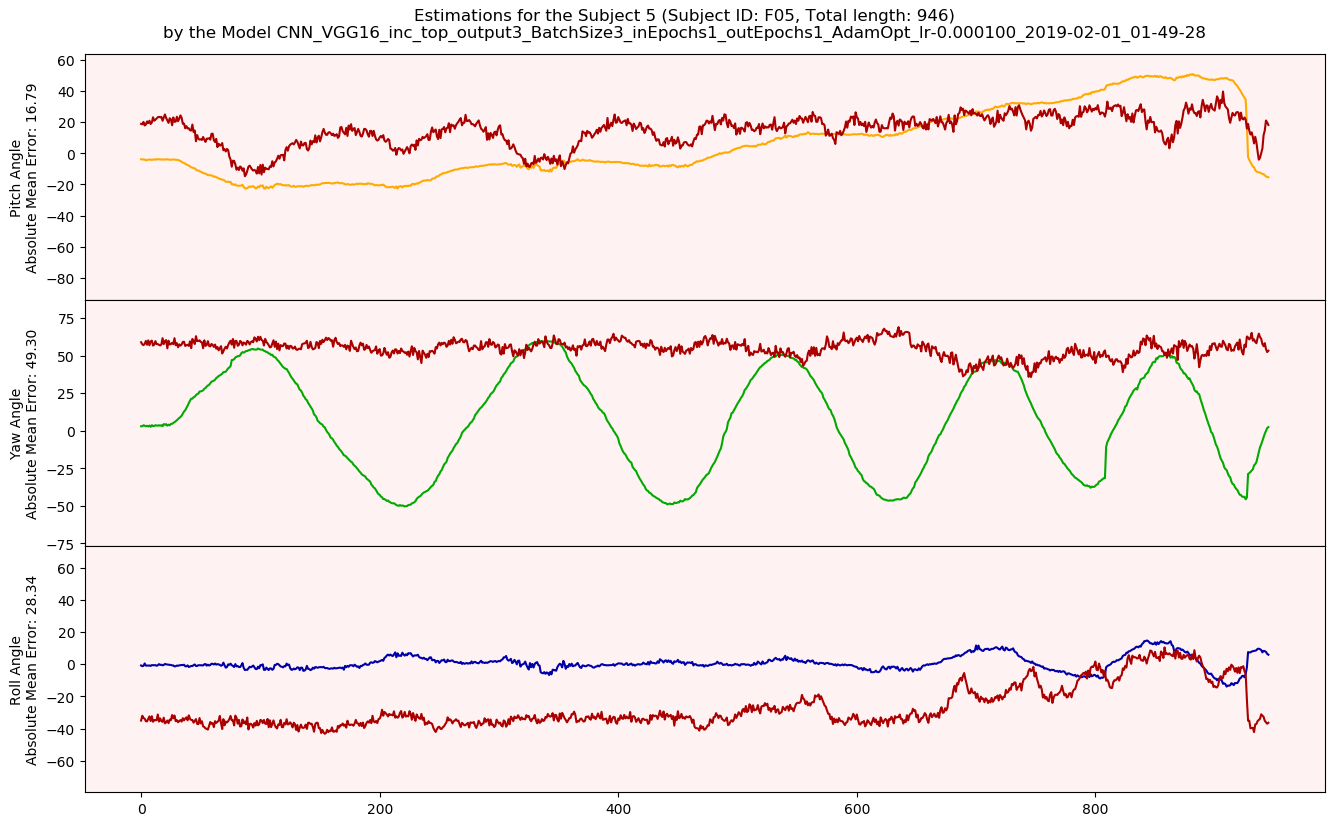 Estimations for the Subject 5 (Subject ID: F05, Total length: 946)
by the Model CNN_VGG16_inc_top_output3_BatchSize3_inEpochs1_outEpochs1_AdamOpt_lr-0.000100_2019-02-01_01-49-28
Pitch Angle
Absolute Mean Error: 16.79
60
40
20
0
−20
−40
−60
−80
Yaw Angle
Absolute Mean Error: 49.30
75
50
25
0
−25
−50
−75
Roll Angle
Absolute Mean Error: 28.34
60
40
20
0
−20
−40
−60
0 200 400 600 800